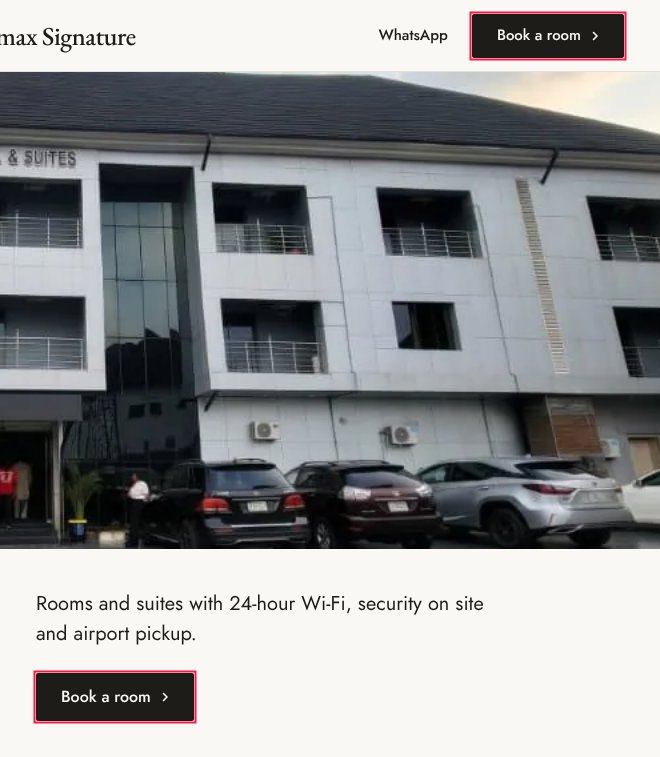 max Signature
WhatsApp
Book a room
& SUITES
Rooms and suites with 24-hour Wi-Fi, security on site
and airport pickup.
Book a room